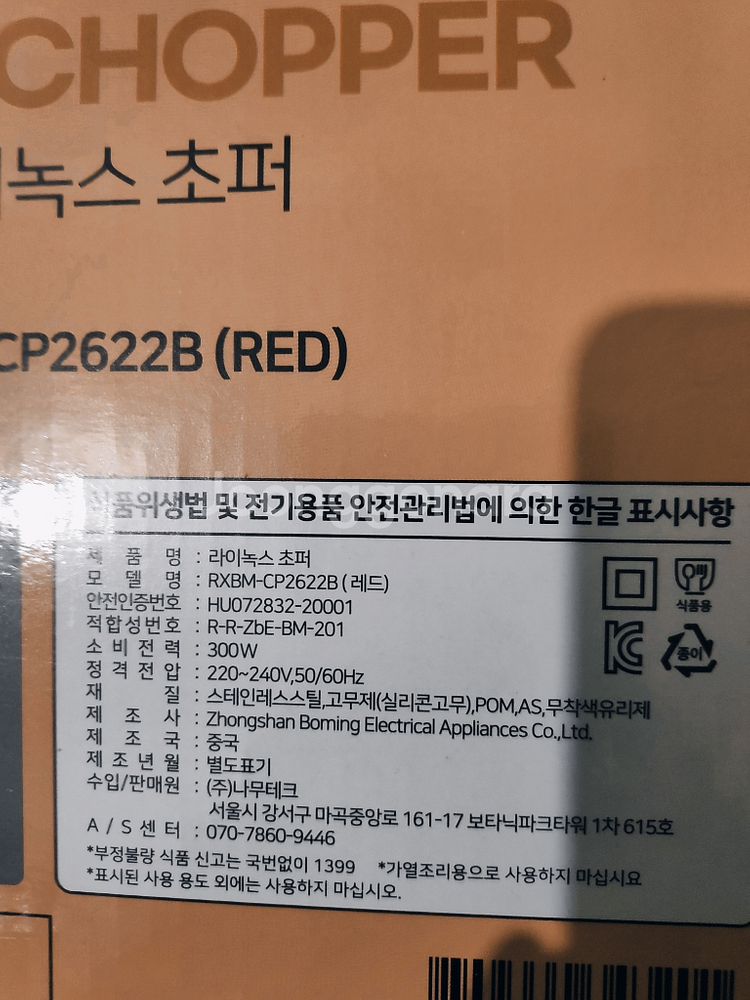 CHOPPER
이녹스 초퍼
CP2622B (RED)
식품위생법 및 전기용품 안전관리법에 의한 한글 표시사항
제 품 명 : 라이녹스 초퍼
모 델 명 : RXBM-CP2622B ( 레드)
안전인증번호 : HU072832-20001
적합성번호 : R-R-ZbE-BM-201
소비전력 : 300W
정격전압 : 220~240V,50/60Hz
재 질 : 스테인레스스틸,고무제(실리콘고무),POM,AS,무착색유리제
제 조 사 : Zhongshan Boming Electrical Appliances Co.,Ltd.
제 조 국 : 중국
제조년월 : 별도표기
수입/판매원 : (주)나무테크
서울시 강서구 마곡중앙로 161-17 보타닉파크타워 1차 615호
A/S센터 : 070-7860-9446
*부정불량 식품 신고는 국번없이 1399 *가열조리용으로 사용하지 마십시요
*표시된 사용 용도 외에는 사용하지 마십시오.
식품용
종이